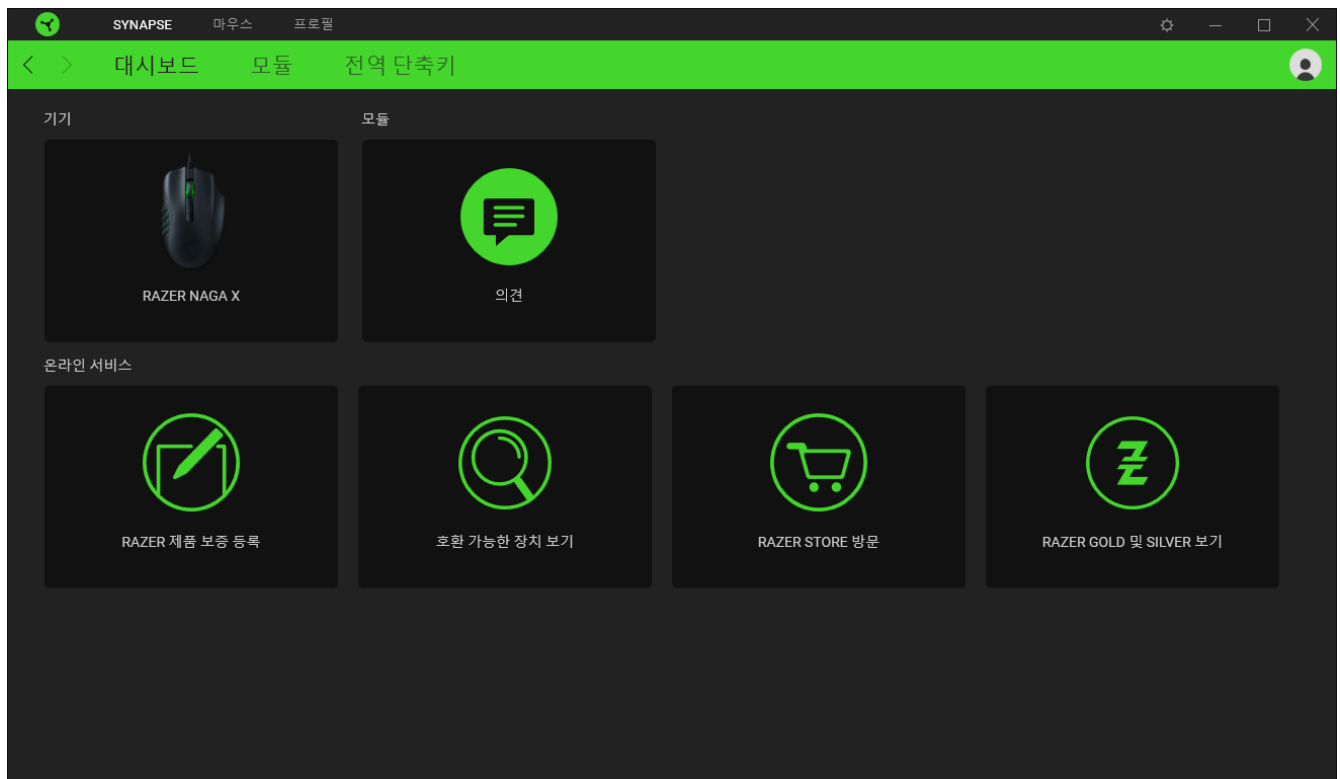 SYNAPSE 마우스 프로필
대시보드 모듈 전역 단축키
기기 모듈
RAZER NAGA X 의견
온라인 서비스
RAZER 제품 보증 등록 호환 가능한 장치 보기 RAZER STORE 방문 RAZER GOLD 및 SILVER 보기